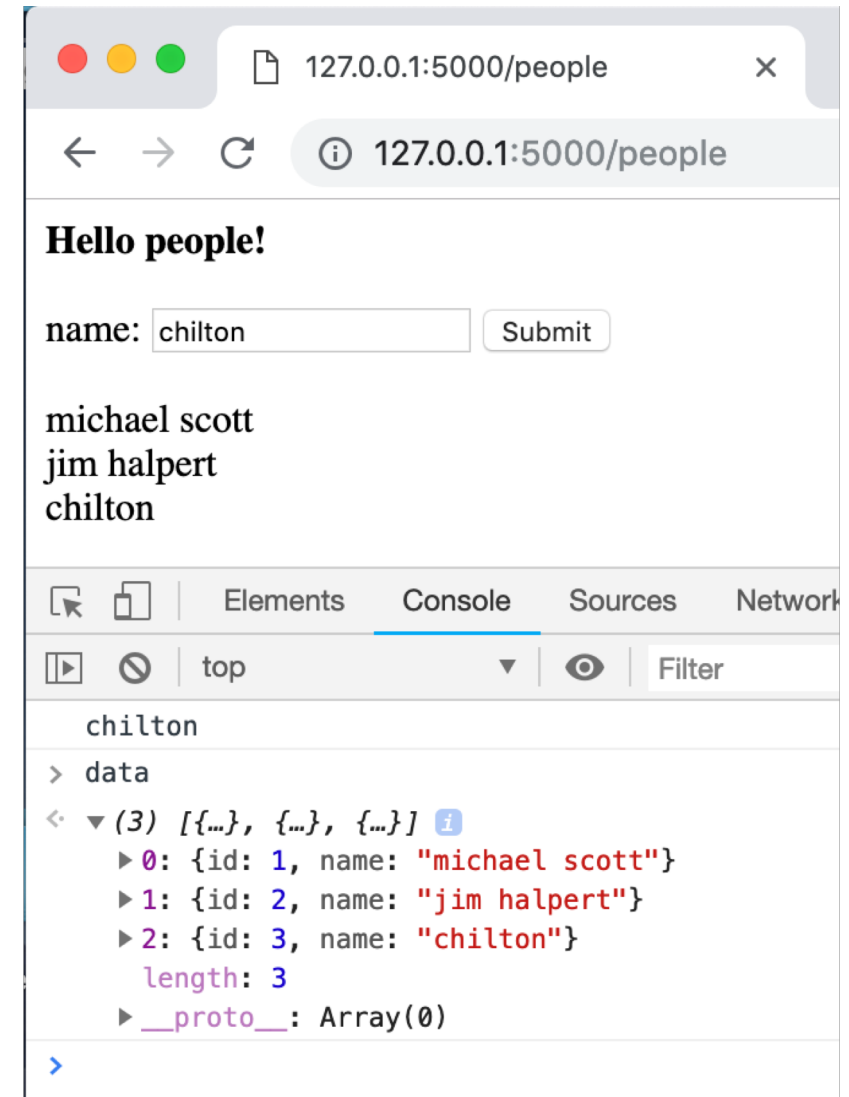 127.0.0.1:5000/people
127.0.0.1:5000/people
Hello people!
name: chilton Submit
michael scott
jim halpert
chilton
Elements Console Sources Network
top Filter
chilton
> data
(3) [{…}, {…}, {…}] i
0: {id: 1, name: "michael scott"}
1: {id: 2, name: "jim halpert"}
2: {id: 3, name: "chilton"}
length: 3
__proto__: Array(0)
>